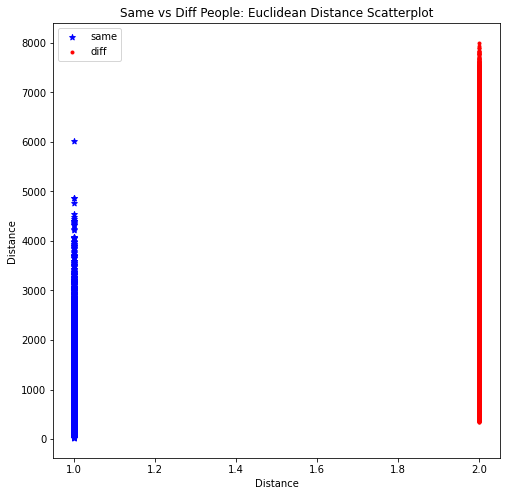 Same vs Diff People: Euclidean Distance Scatterplot
same
diff
8000
7000
6000
5000
4000
3000
2000
1000
0
Distance
1.0 1.2 1.4 1.6 1.8 2.0
Distance